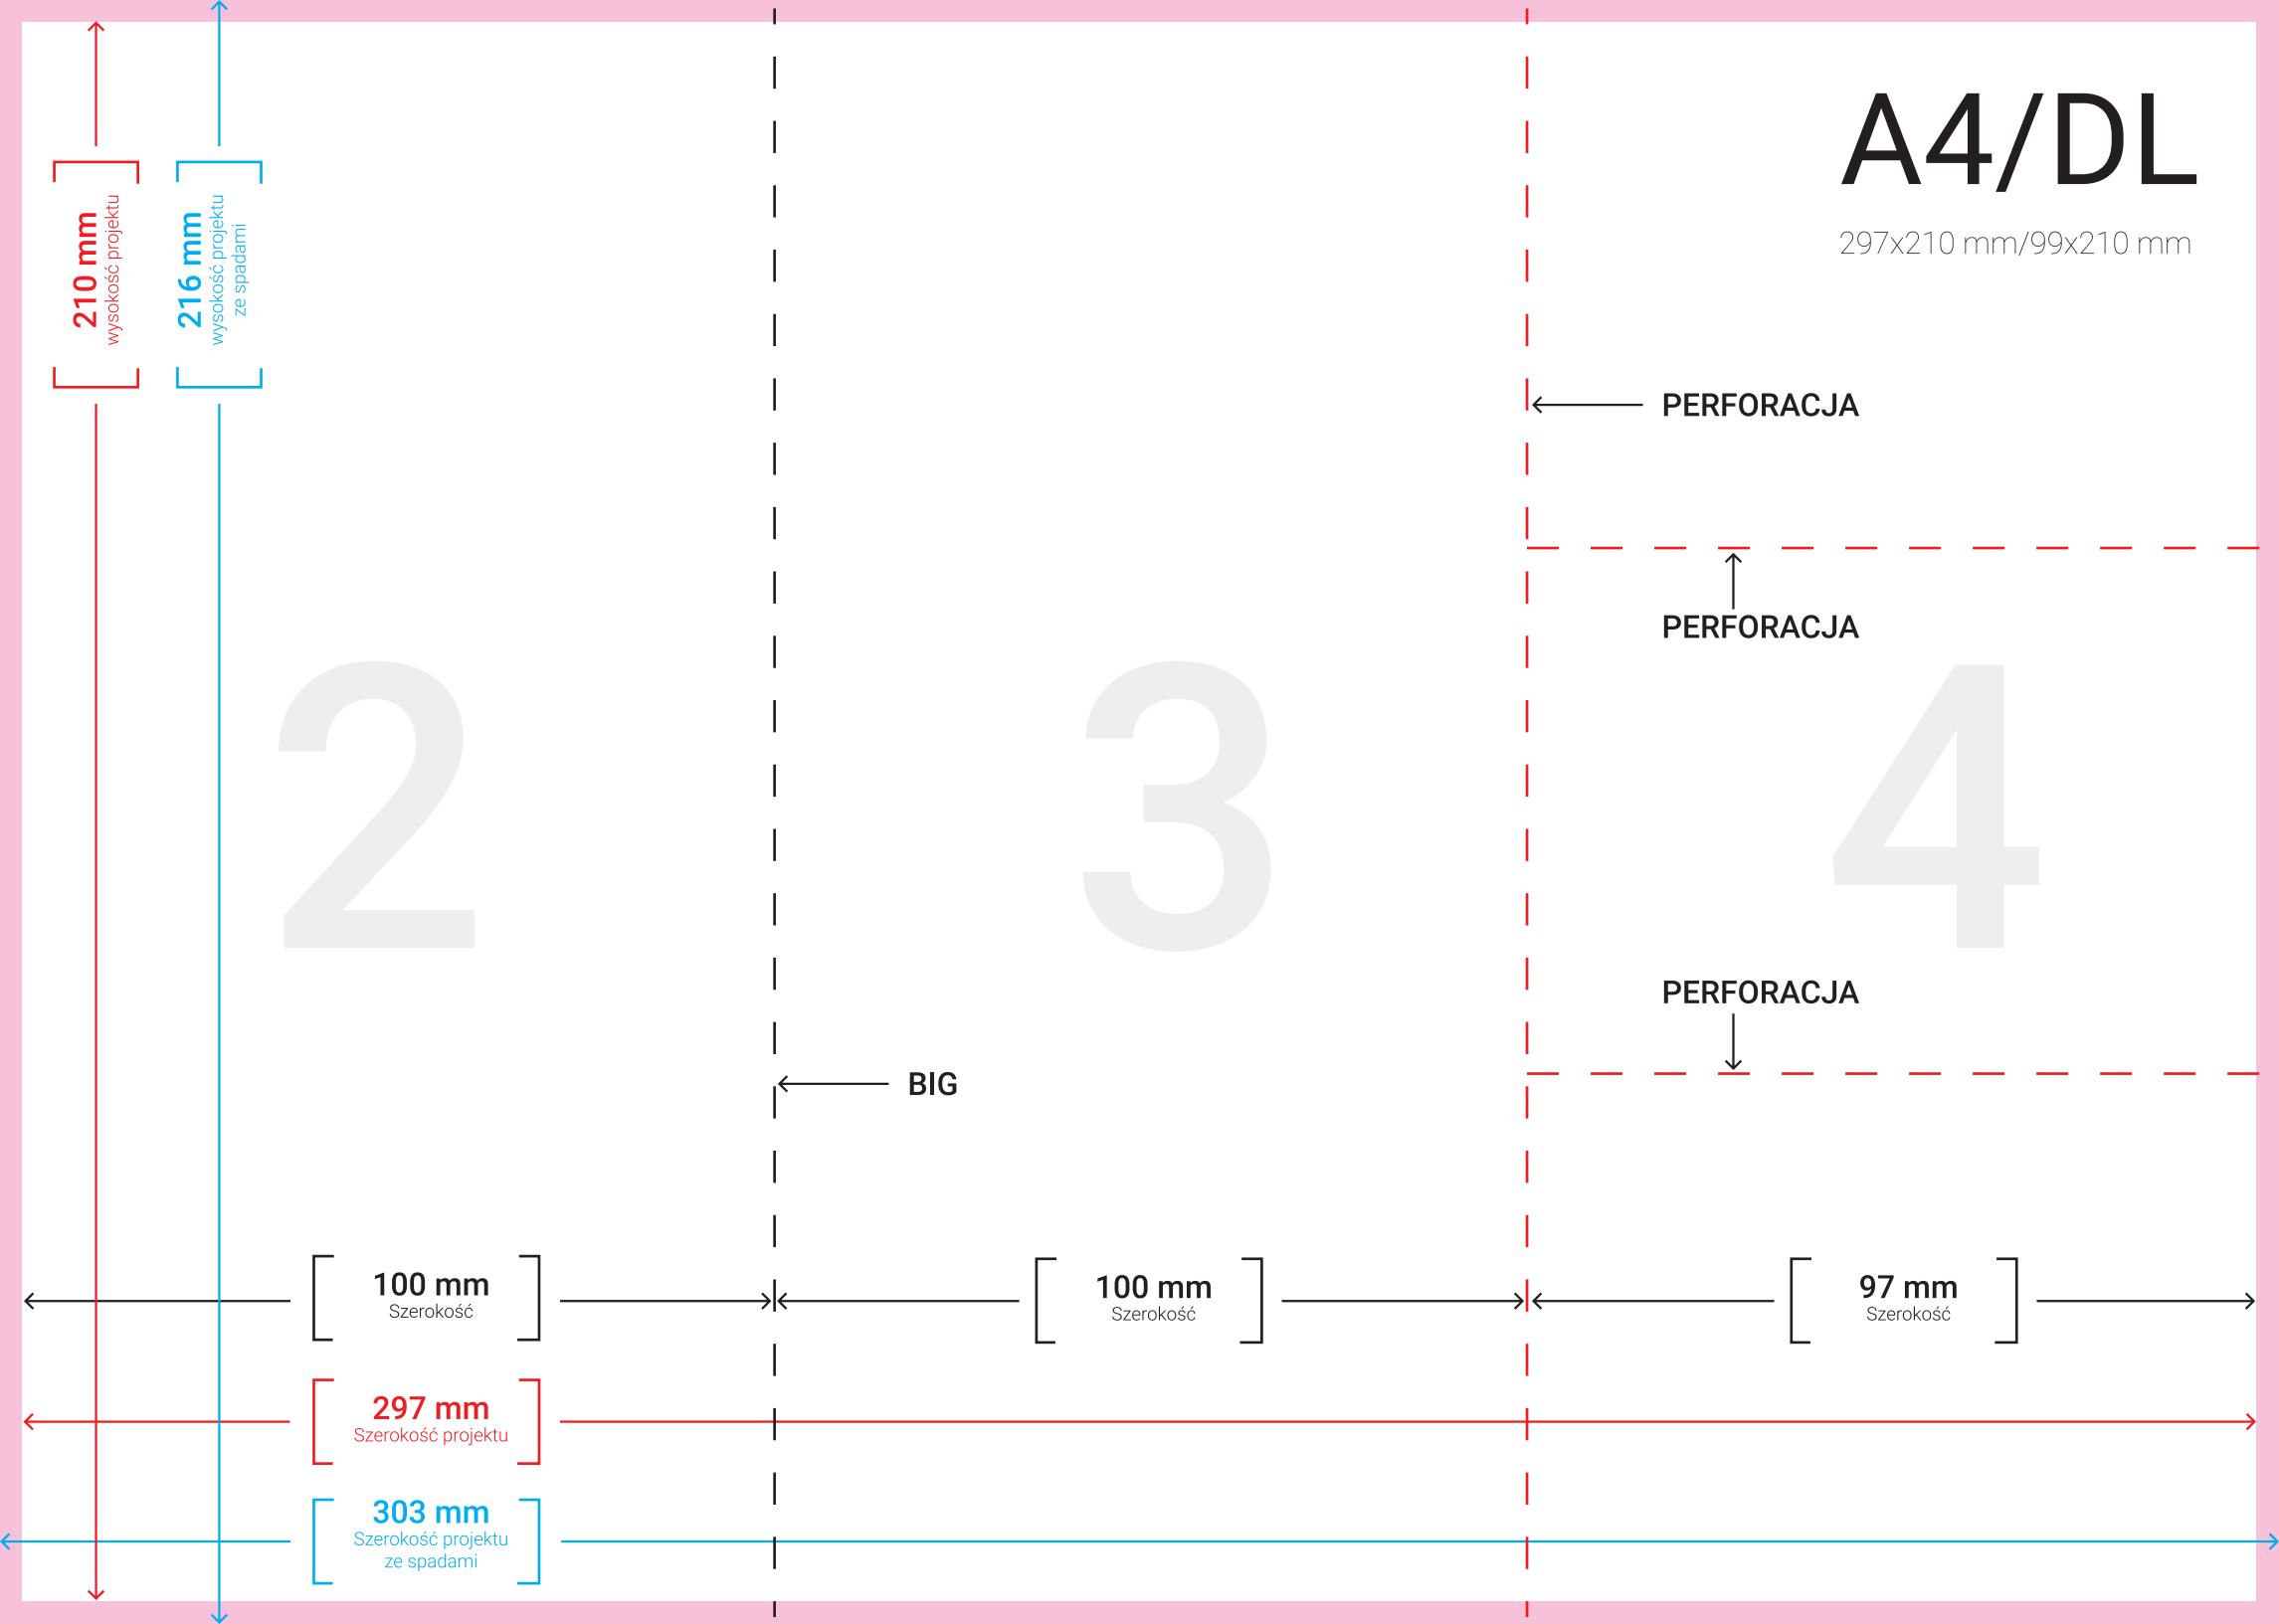 A4/DL
297x210 mm/99x210 mm
210 mm
wysokość projektu
216 mm
wysokość projektu
ze spadami
PERFORACJA
PERFORACJA
2
3
4
PERFORACJA
BIG
100 mm
Szerokość
100 mm
Szerokość
97 mm
Szerokość
297 mm
Szerokość projektu
303 mm
Szerokość projektu
ze spadami